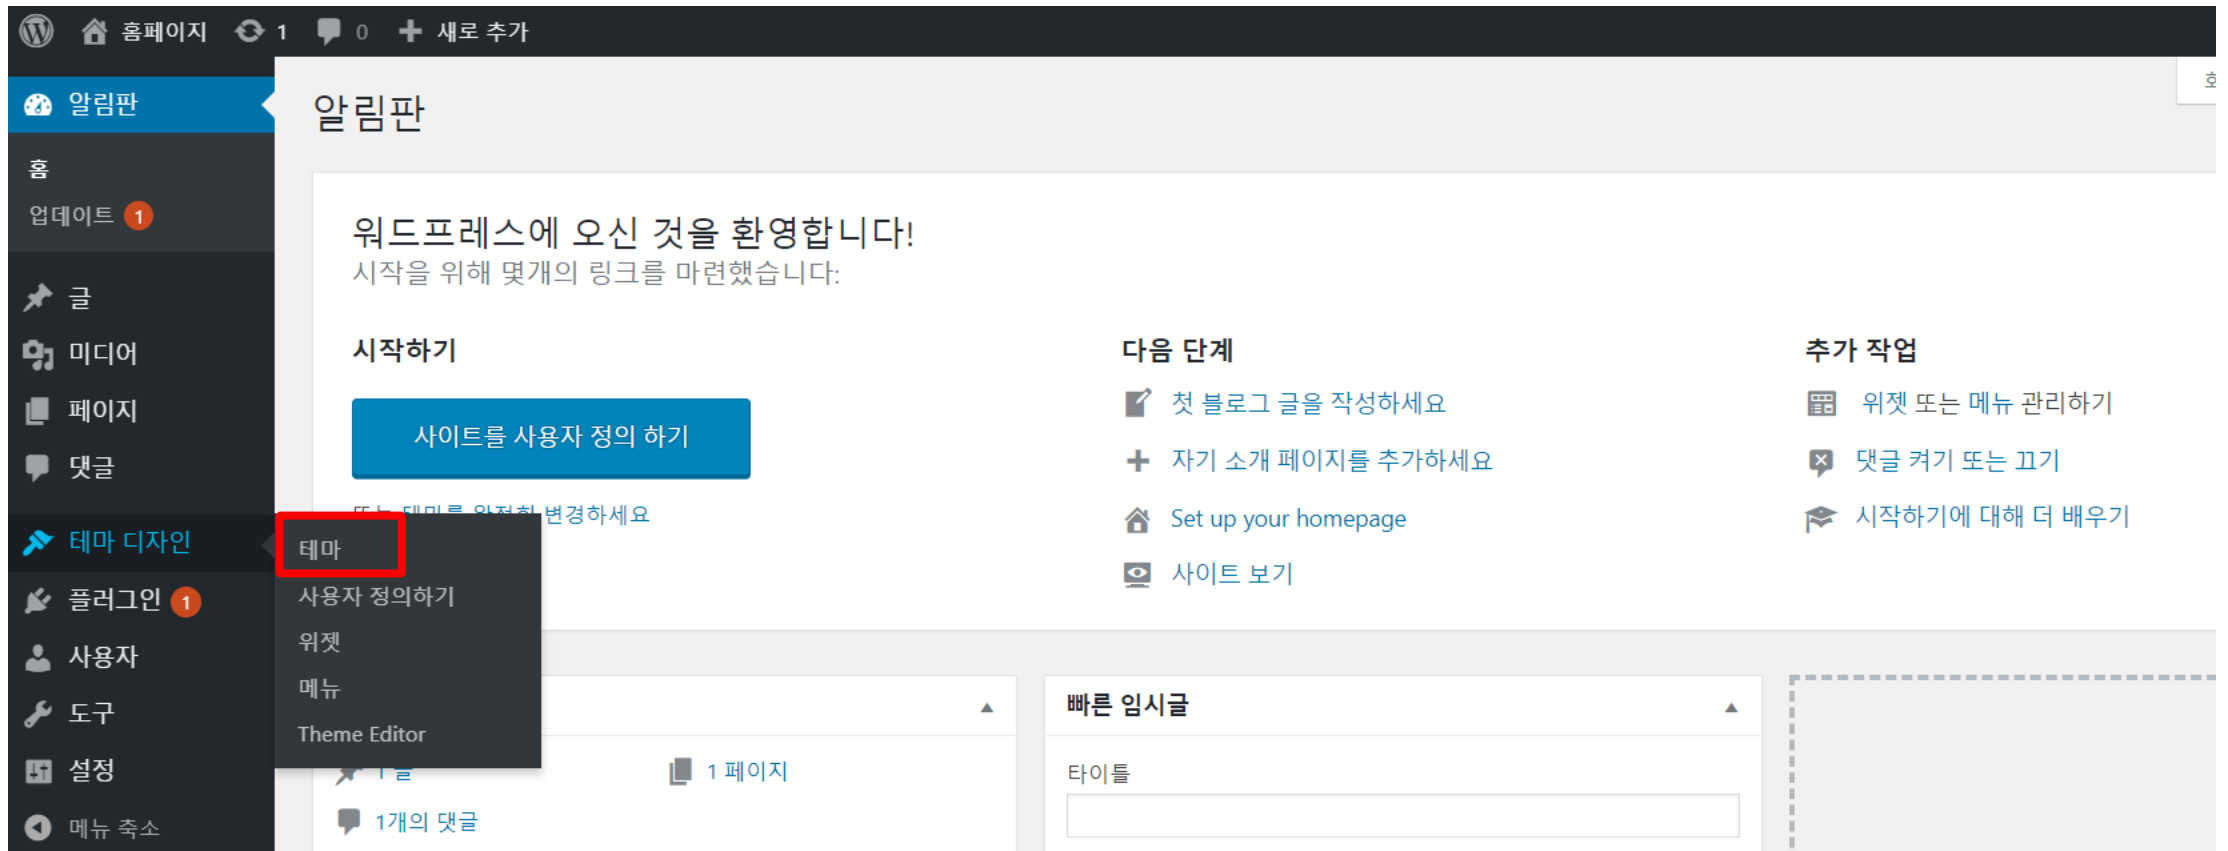 홈페이지 1 0 새로 추가
알림판
홈
업데이트 1
글
미디어
페이지
댓글
테마 디자인
플러그인 1
사용자
도구
설정
메뉴 축소
테마
사용자 정의하기
위젯
메뉴
Theme Editor
알림판
워드프레스에 오신 것을 환영합니다!
시작을 위해 몇개의 링크를 마련했습니다:
시작하기
사이트를 사용자 정의 하기
변경하세요
다음 단계
첫 블로그 글을 작성하세요
자기 소개 페이지를 추가하세요
Set up your homepage
사이트 보기
추가 작업
위젯 또는 메뉴 관리하기
댓글 켜기 또는 끄기
시작하기에 대해 더 배우기
1 글
1 페이지
1개의 댓글
빠른 임시글
타이틀